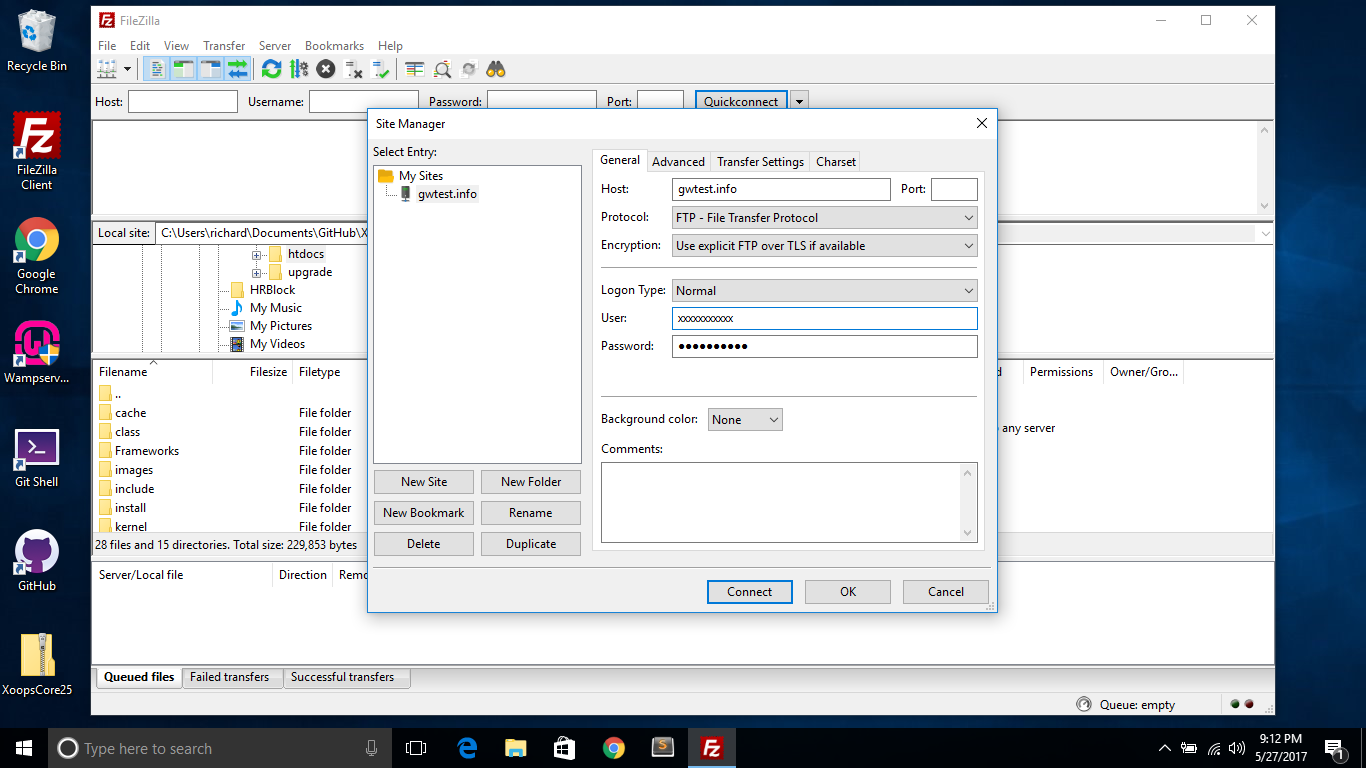 Recycle Bin
FileZilla
Client
Google
Chrome
Wampserv...
Git Shell
GitHub
XoopsCore25
FileZilla
File Edit View Transfer Server Bookmarks Help
Host: Username: Password: Port: Quickconnect
Site Manager
Select Entry:
My Sites
gwtest.info
New Site New Folder
New Bookmark Rename
Delete Duplicate
General Advanced Transfer Settings Charset
Host: gwtest.info Port:
Protocol: FTP - File Transfer Protocol
Encryption: Use explicit FTP over TLS if available
Logon Type: Normal
User: xxxxxxxxxx
Password: ●●●●●●●●●●
Background color: None
Comments:
Connect OK Cancel
Local site: C:\Users\richard\Documents\GitHub\X
htdocs
upgrade
HRBlock
My Music
My Pictures
My Videos
Filename Filesize Filetype
..
cache File folder
class File folder
Frameworks File folder
images File folder
include File folder
install File folder
kernel File folder
28 files and 15 directories. Total size: 229,853 bytes
Permissions Owner/Gro...
any server
Server/Local file Direction Remo
Queued files Failed transfers Successful transfers
Queue: empty
Type here to search
9:12 PM
5/27/2017
1